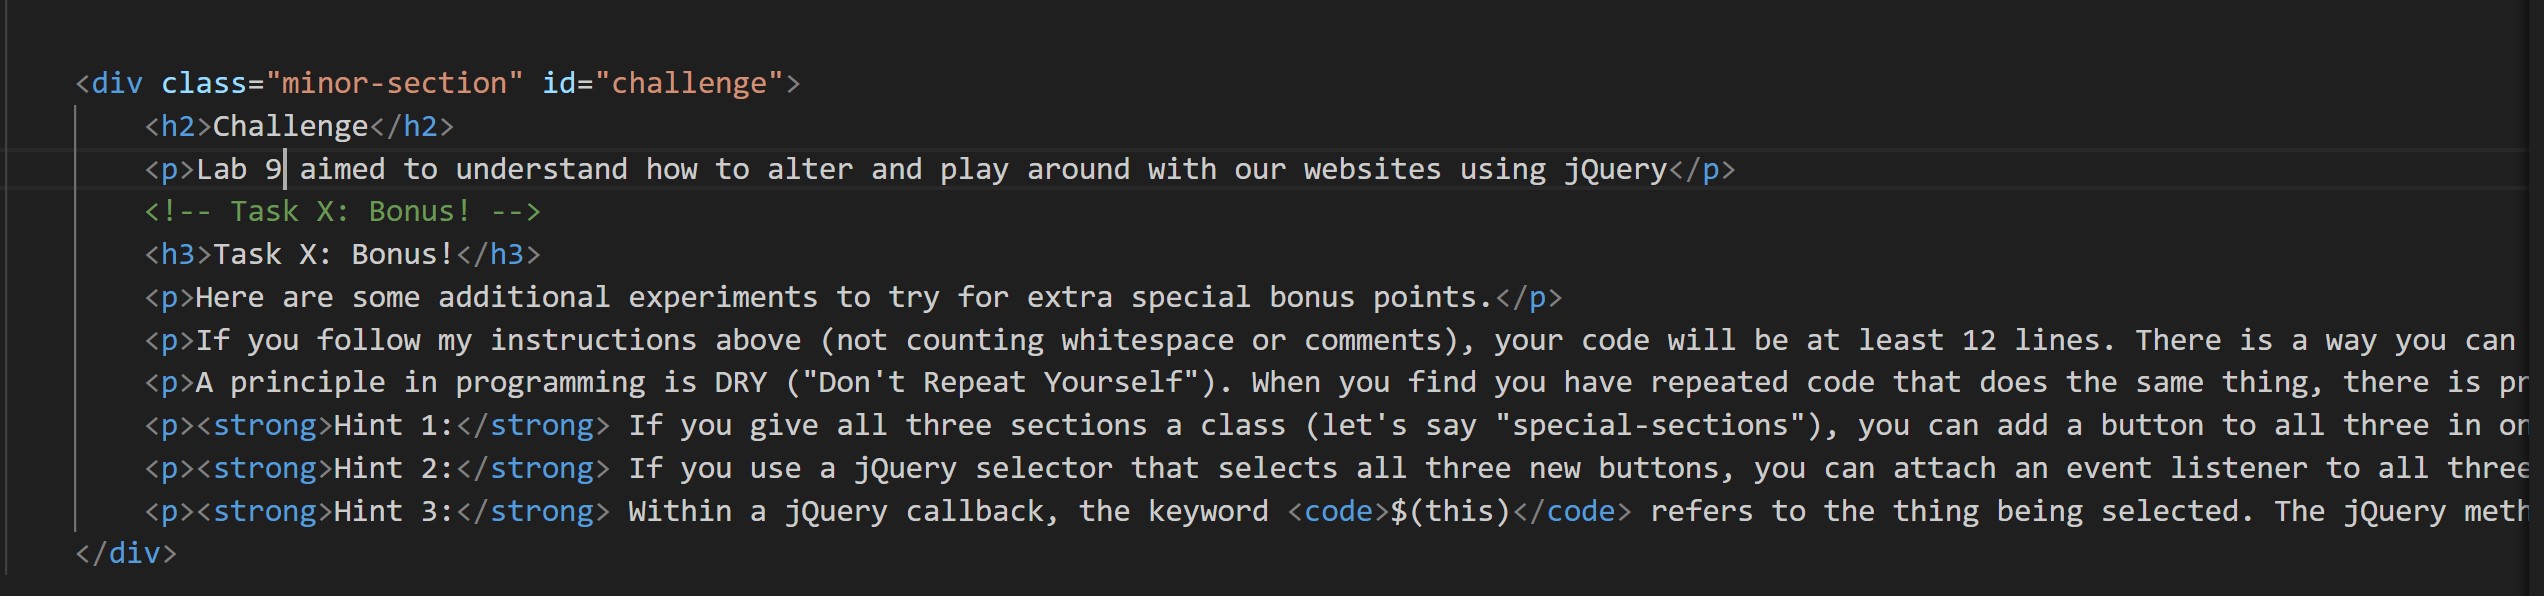 <div class="minor-section" id="challenge">
<h2>Challenge</h2>
<p>Lab 9 aimed to understand how to alter and play around with our websites using jQuery</p>
<!-- Task X: Bonus! -->
<h3>Task X: Bonus!</h3>
<p>Here are some additional experiments to try for extra special bonus points.</p>
<p>If you follow my instructions above (not counting whitespace or comments), your code will be at least 12 lines. There is a way you can
<p>A principle in programming is DRY ("Don't Repeat Yourself"). When you find you have repeated code that does the same thing, there is pr
<p><strong>Hint 1:</strong> If you give all three sections a class (let's say "special-sections"), you can add a button to all three in on
<p><strong>Hint 2:</strong> If you use a jQuery selector that selects all three new buttons, you can attach an event listener to all three
<p><strong>Hint 3:</strong> Within a jQuery callback, the keyword <code>$(this)</code> refers to the thing being selected. The jQuery meth
</div>